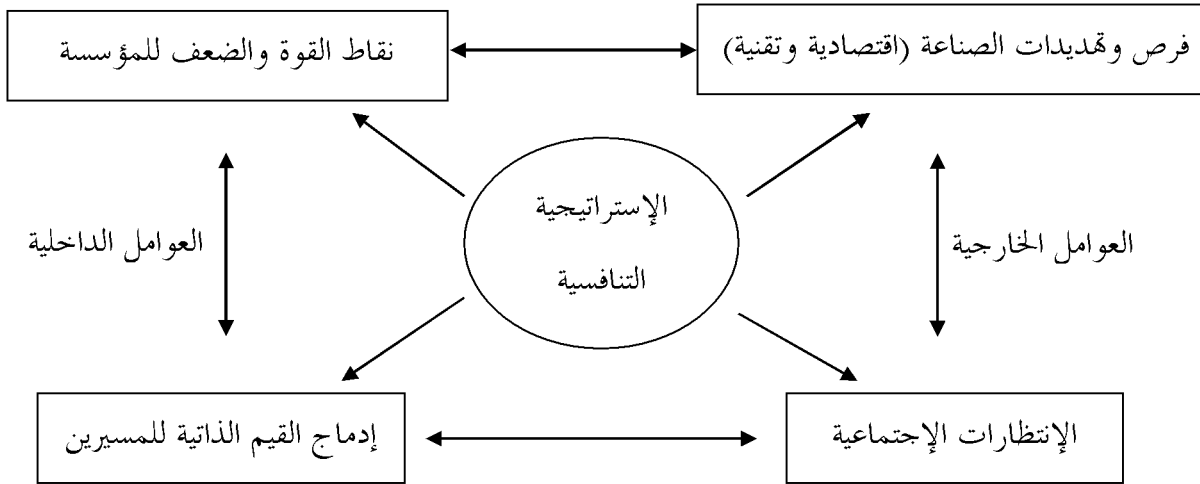 فرص وتهديدات الصناعة (اقتصادية وتقنية)
نقاط القوة والضعف للمؤسسة
الإستراتيجية
التنافسية
العوامل الخارجية
العوامل الداخلية
الإنتظارات الإجتماعية
إدماج القيم الذاتية للمسيرين